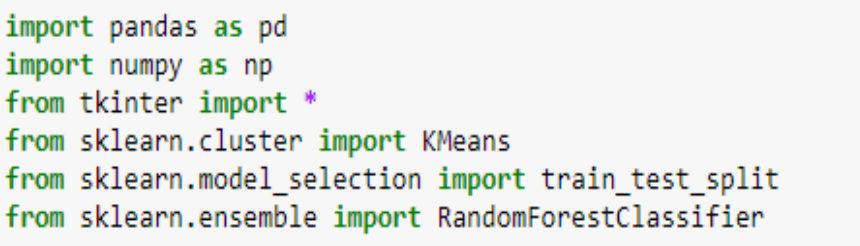 import pandas as pd
import numpy as np
from tkinter import *
from sklearn.cluster import KMeans
from sklearn.model_selection import train_test_split
from sklearn.ensemble import RandomForestClassifier